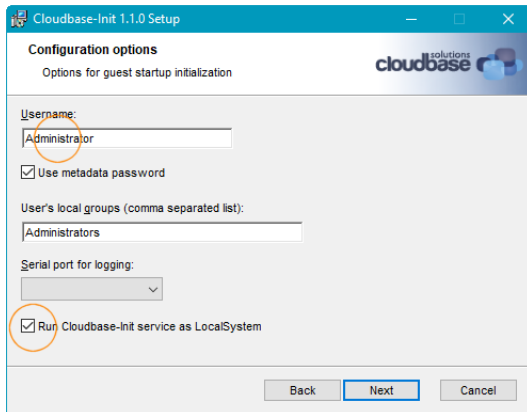 Cloudbase-Init 1.1.0 Setup
Configuration options
Options for guest startup initialization
cloudbase solutions
Username:
Administrator
Use metadata password
User's local groups (comma separated list):
Administrators
Serial port for logging:
Run Cloudbase-Init service as LocalSystem
Back Next Cancel